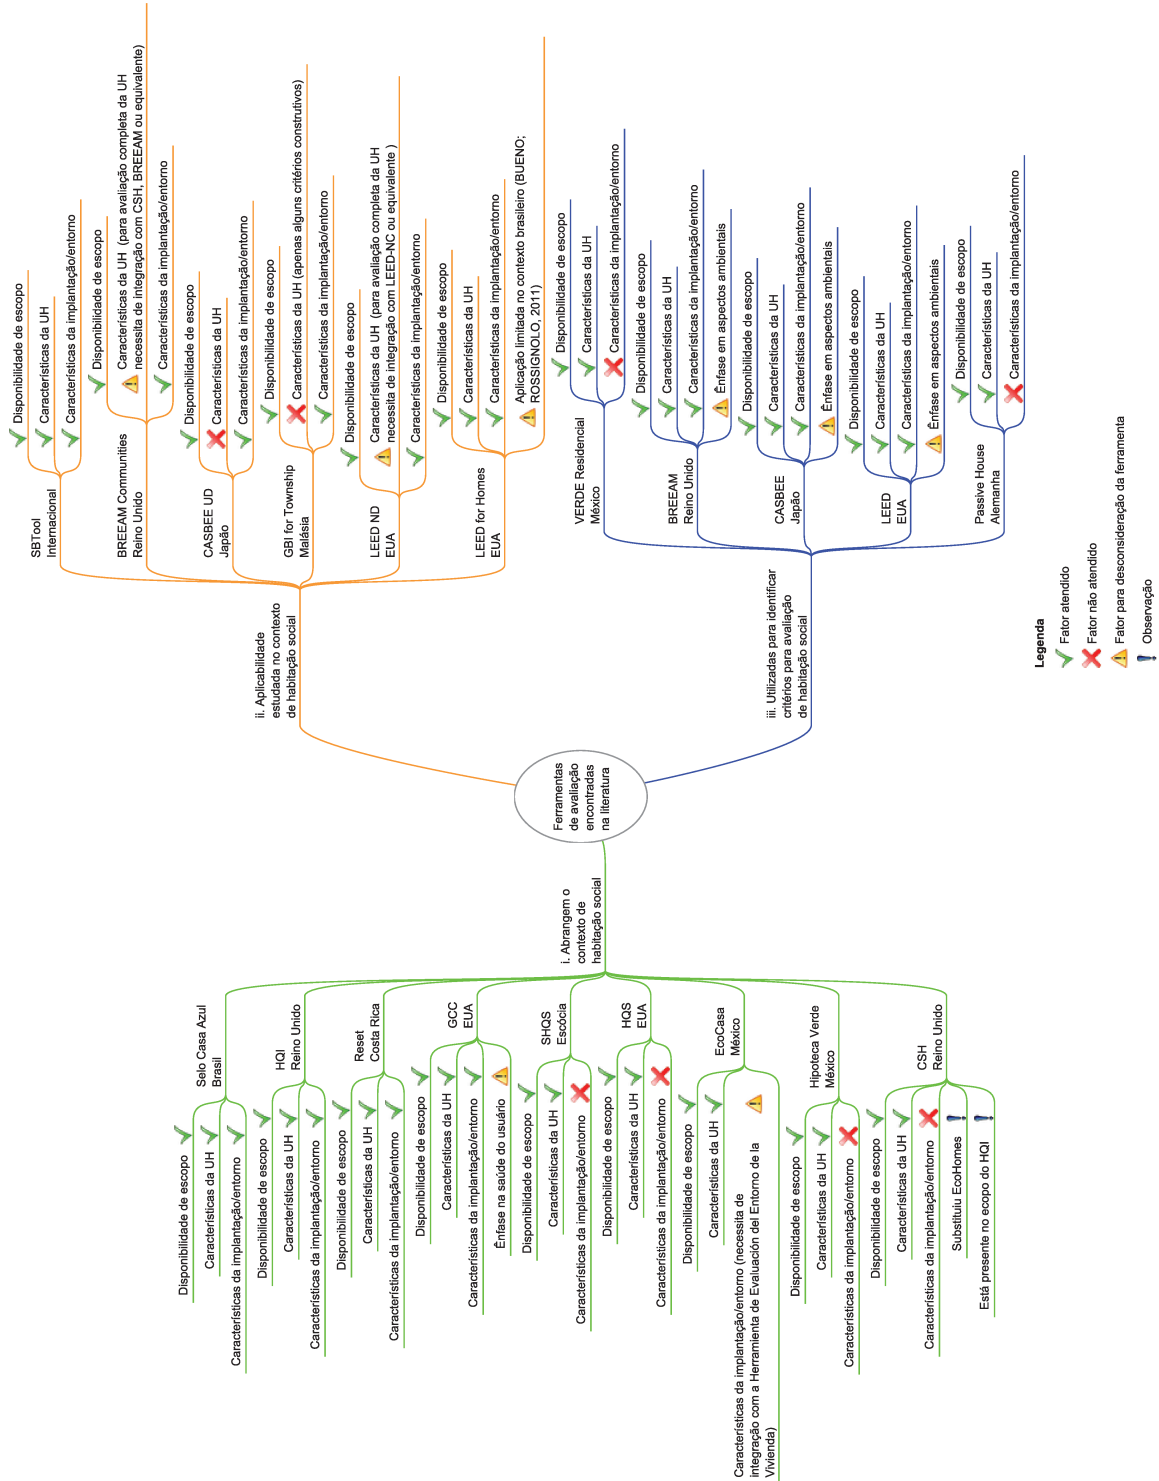 Ferramentas
de avaliação
encontradas
na literatura
i. Abrangem o
contexto de
habitação social
Selo Casa Azul
Brasil
Disponibilidade de escopo
Características da UH
Características da implantação/entorno
HQI
Reino Unido
Disponibilidade de escopo
Características da UH
Características da implantação/entorno
Reset
Costa Rica
Disponibilidade de escopo
Características da UH
Características da implantação/entorno
GCC
EUA
Disponibilidade de escopo
Características da UH
Características da implantação/entorno
Ênfase na saúde do usuário
SHQS
Escócia
Disponibilidade de escopo
Características da UH
Características da implantação/entorno
HQS
EUA
Disponibilidade de escopo
Características da UH
Características da implantação/entorno
EcoCasa
México
Disponibilidade de escopo
Características da UH
Características da implantação/entorno (necessita de
integração com a Herramienta de Evaluación del Entorno de la
Vivienda)
Hipoteca Verde
México
Disponibilidade de escopo
Características da UH
Características da implantação/entorno
CSH
Reino Unido
Disponibilidade de escopo
Características da UH
Características da implantação/entorno
Substituiu EcoHomes
Está presente no ecopo do HQI
ii. Aplicabilidade
estudada no contexto
de habitação social
SBTool
Internacional
Disponibilidade de escopo
Características da UH
Características da implantação/entorno
BREEAM Communities
Reino Unido
Disponibilidade de escopo
Características da UH (para avaliação completa da UH
necessita de integração com CSH, BREEAM ou equivalente)
Características da implantação/entorno
CASBEE UD
Japão
Disponibilidade de escopo
Características da UH
Características da implantação/entorno
GBI for Township
Malásia
Disponibilidade de escopo
Características da UH (apenas alguns critérios construtivos)
Características da implantação/entorno
LEED ND
EUA
Disponibilidade de escopo
Características da UH (para avaliação completa da UH
necessita de integração com LEED-NC ou equivalente )
Características da implantação/entorno
LEED for Homes
EUA
Disponibilidade de escopo
Características da UH
Características da implantação/entorno
Aplicação limitada no contexto brasileiro (BUENO;
ROSSIGNOLO, 2011)
iii. Utilizadas para identificar
critérios para avaliação
de habitação social
VERDE Residencial
México
Disponibilidade de escopo
Características da UH
Características da implantação/entorno
BREEAM
Reino Unido
Disponibilidade de escopo
Características da UH
Características da implantação/entorno
Ênfase em aspectos ambientais
CASBEE
Japão
Disponibilidade de escopo
Características da UH
Características da implantação/entorno
Ênfase em aspectos ambientais
LEED
EUA
Disponibilidade de escopo
Características da UH
Características da implantação/entorno
Ênfase em aspectos ambientais
Passive House
Alemanha
Disponibilidade de escopo
Características da UH
Características da implantação/entorno
Legenda
Fator atendido
Fator não atendido
Fator para desconsideração da ferramenta
Observação